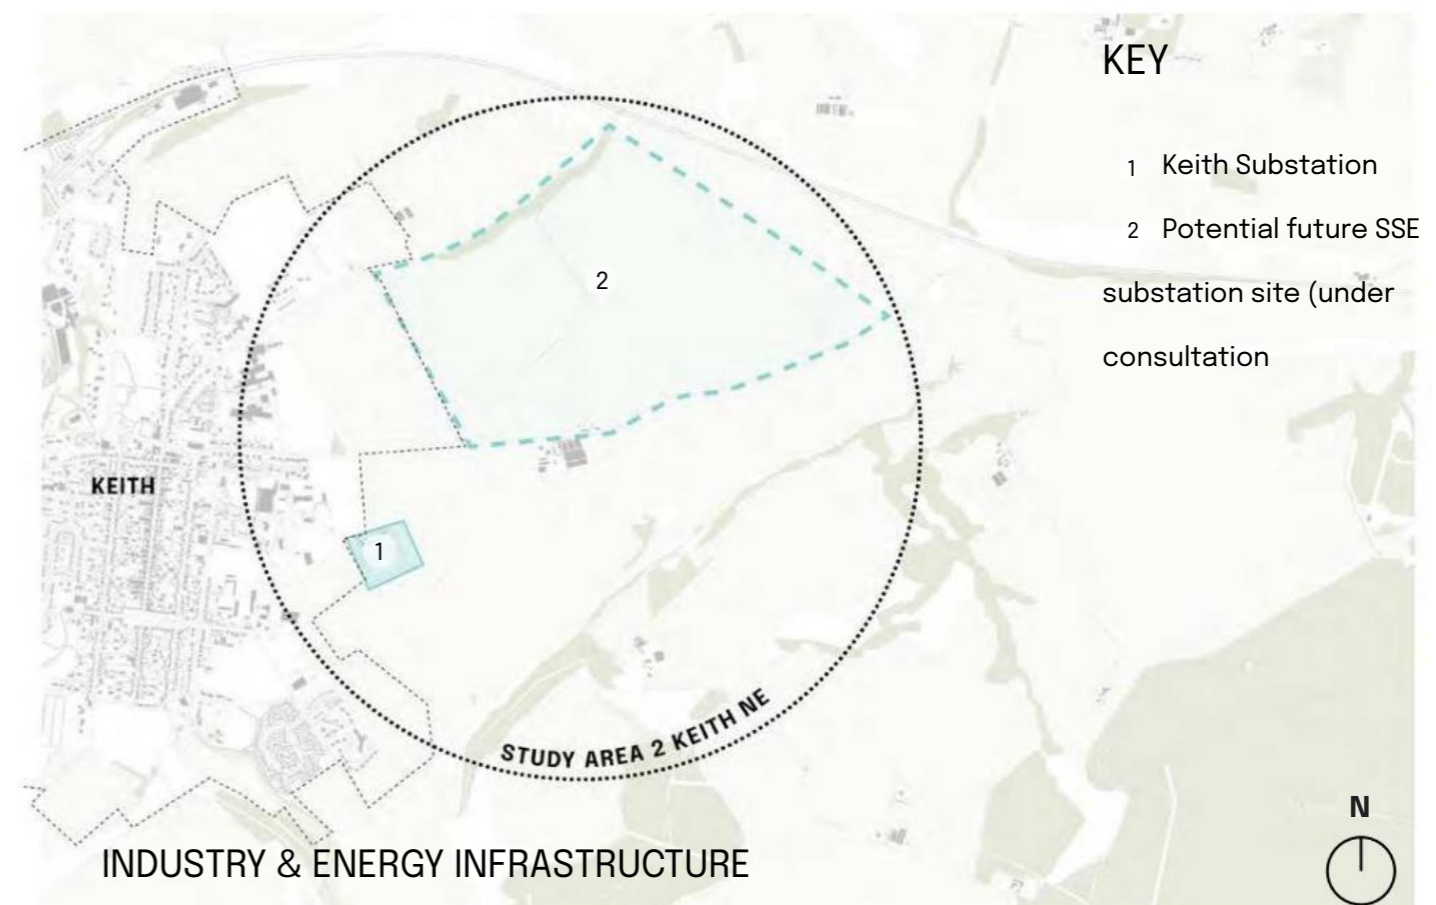 KEY
1 Keith Substation
2 Potential future SSE
substation site (under
consultation
2
KEITH
1
STUDY AREA 2 KEITH NE
N
INDUSTRY & ENERGY INFRASTRUCTURE